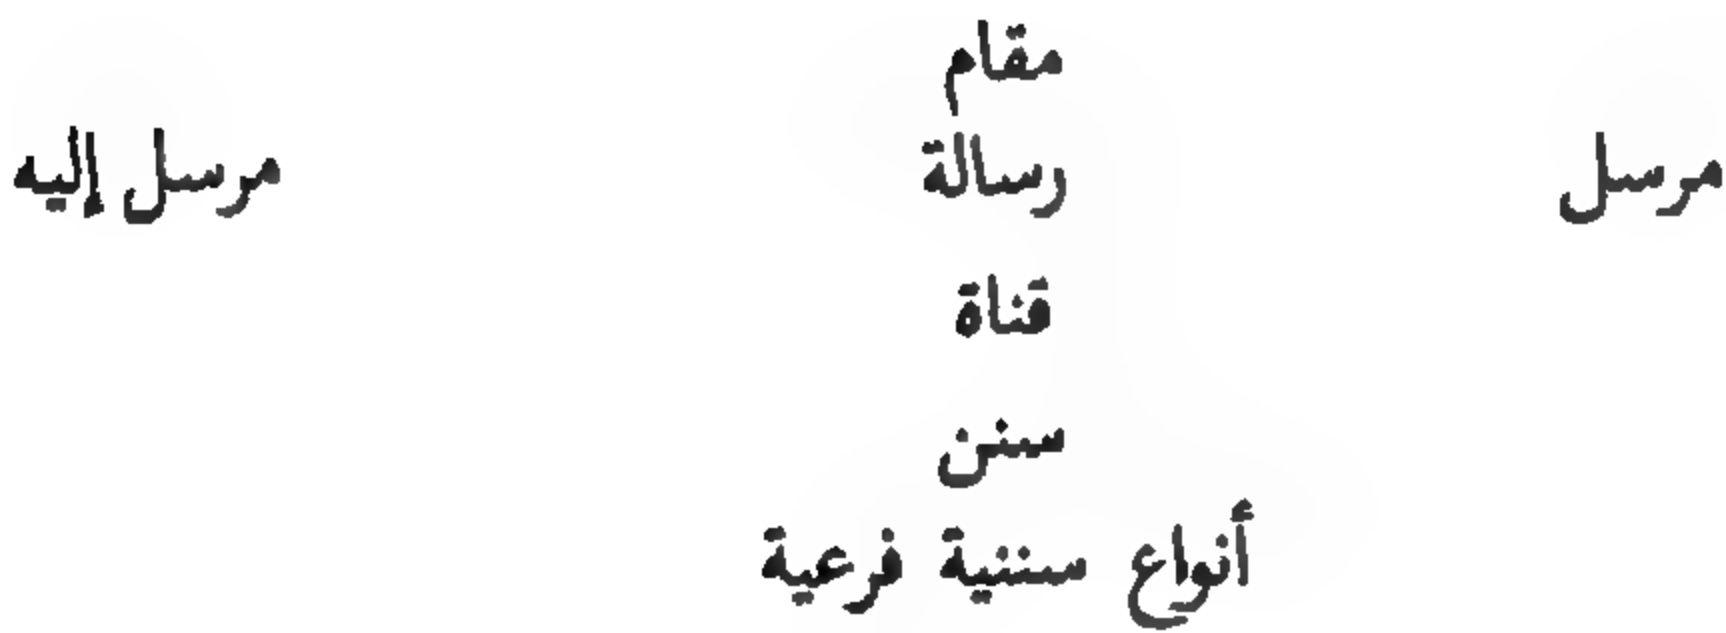 مقام
مرسل رسالة مرسل إليه
قناة
سنن
أنواع سننية فرعية